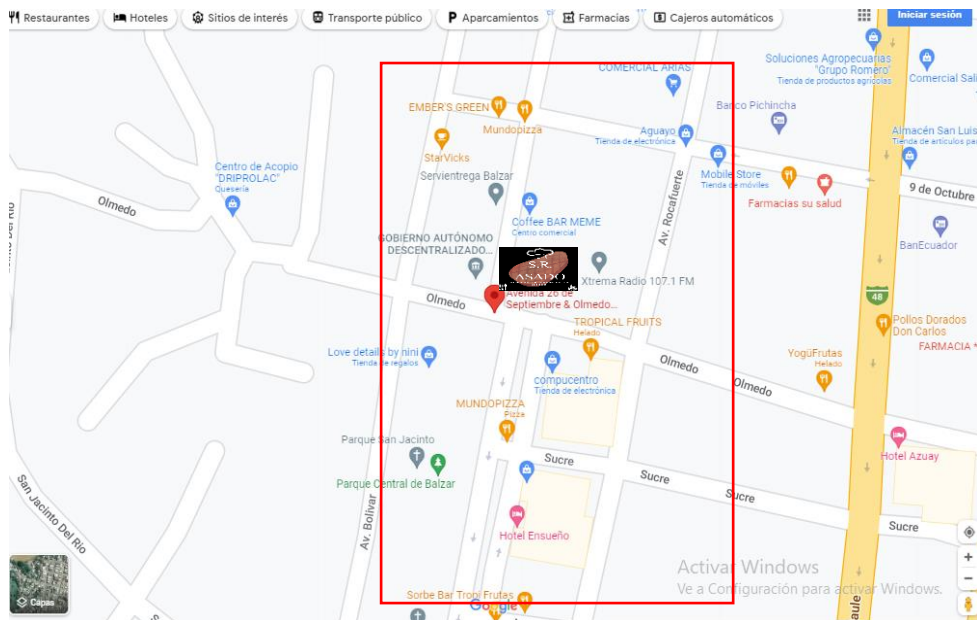 Restaurantes
Hoteles
Sitios de interés
Transporte público
Aparcamientos
Farmacias
Cajeros automáticos
Iniciar sesión
COMERCIAL ARIAS
Soluciones Agropecuarias
"Grupo Romero"
Tienda de productos agrícolas
Comercial Sali
EMBER'S GREEN
Mundopizza
Banco Pichincha
StarVicks
Aguayo
Tienda de electrónica
Almacén San Luis
Tienda de artículos par
Centro de Acopio
"DRIPROLAC"
Quesería
Servientrega Balzar
Mobile Store
Tienda de móviles
Farmacias su salud
9 de Octubre
Olmedo
Coffee BAR MEME
Centro comercial
Av. Rocafuerte
BanEcuador
GOBIERNO AUTÓNOMO
DESCENTRALIZADO...
S.R.
ASADO
Xtrema Radio 107.1 FM
Avenida 26 de
Septiembre & Olmedo...
Olmedo
48
TROPICAL FRUITS
Helado
Pollos Dorados
Don Carlos
FARMACIA
Love details by nini
Tienda de regalos
compucentro
Tienda de electrónica
YogüFrutas
Helado
Olmedo
Olmedo
MUNDOPIZZA
Pizza
Parque San Jacinto
Parque Central de Balzar
Sucre
Sucre
Sucre
Sucre
Hotel Azuay
San Jacinto Del Rio
Av. Bolívar
Hotel Ensueño
Activar Windows
Ve a Configuración para activar Windows.
Capas
Sorbe Bar Tropi Frutas
Google
aule